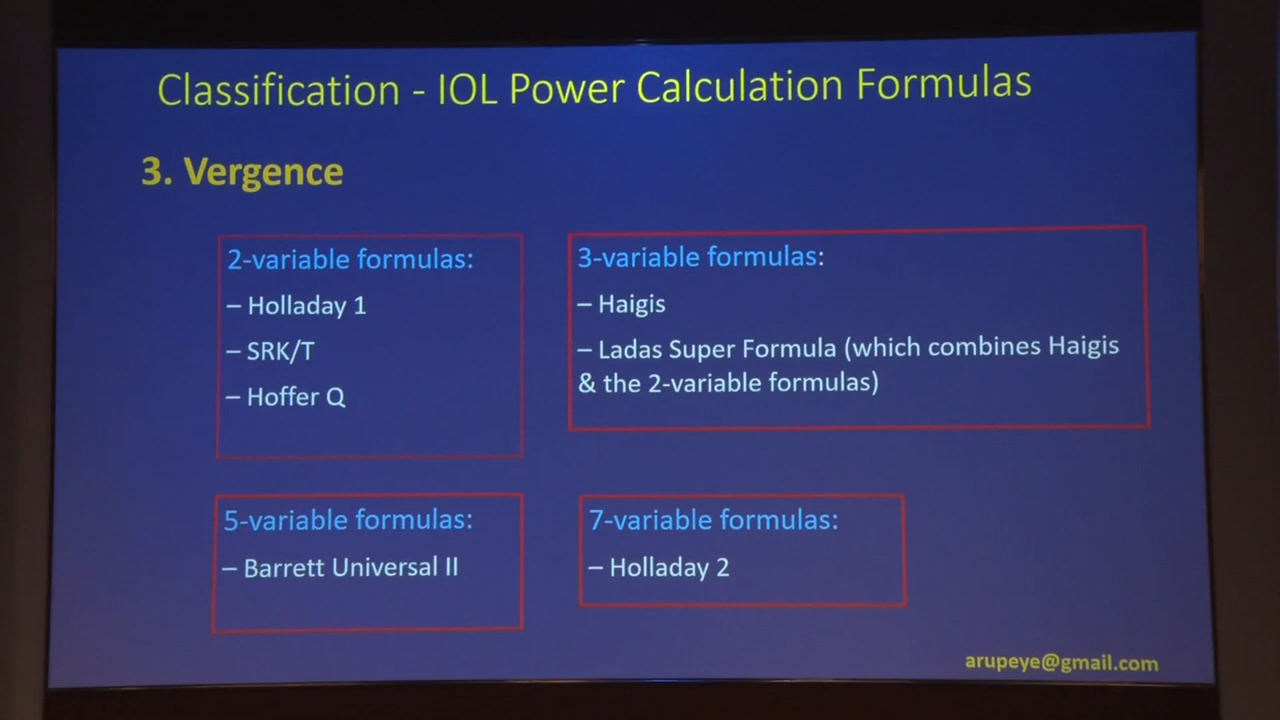 Classification - IOL Power Calculation Formulas
3. Vergence
2-variable formulas:
– Holladay 1
– SRK/T
– Hoffer Q
3-variable formulas:
– Haigis
– Ladas Super Formula (which combines Haigis
& the 2-variable formulas)
5-variable formulas:
– Barrett Universal II
7-variable formulas:
– Holladay 2
arupeye@gmail.com